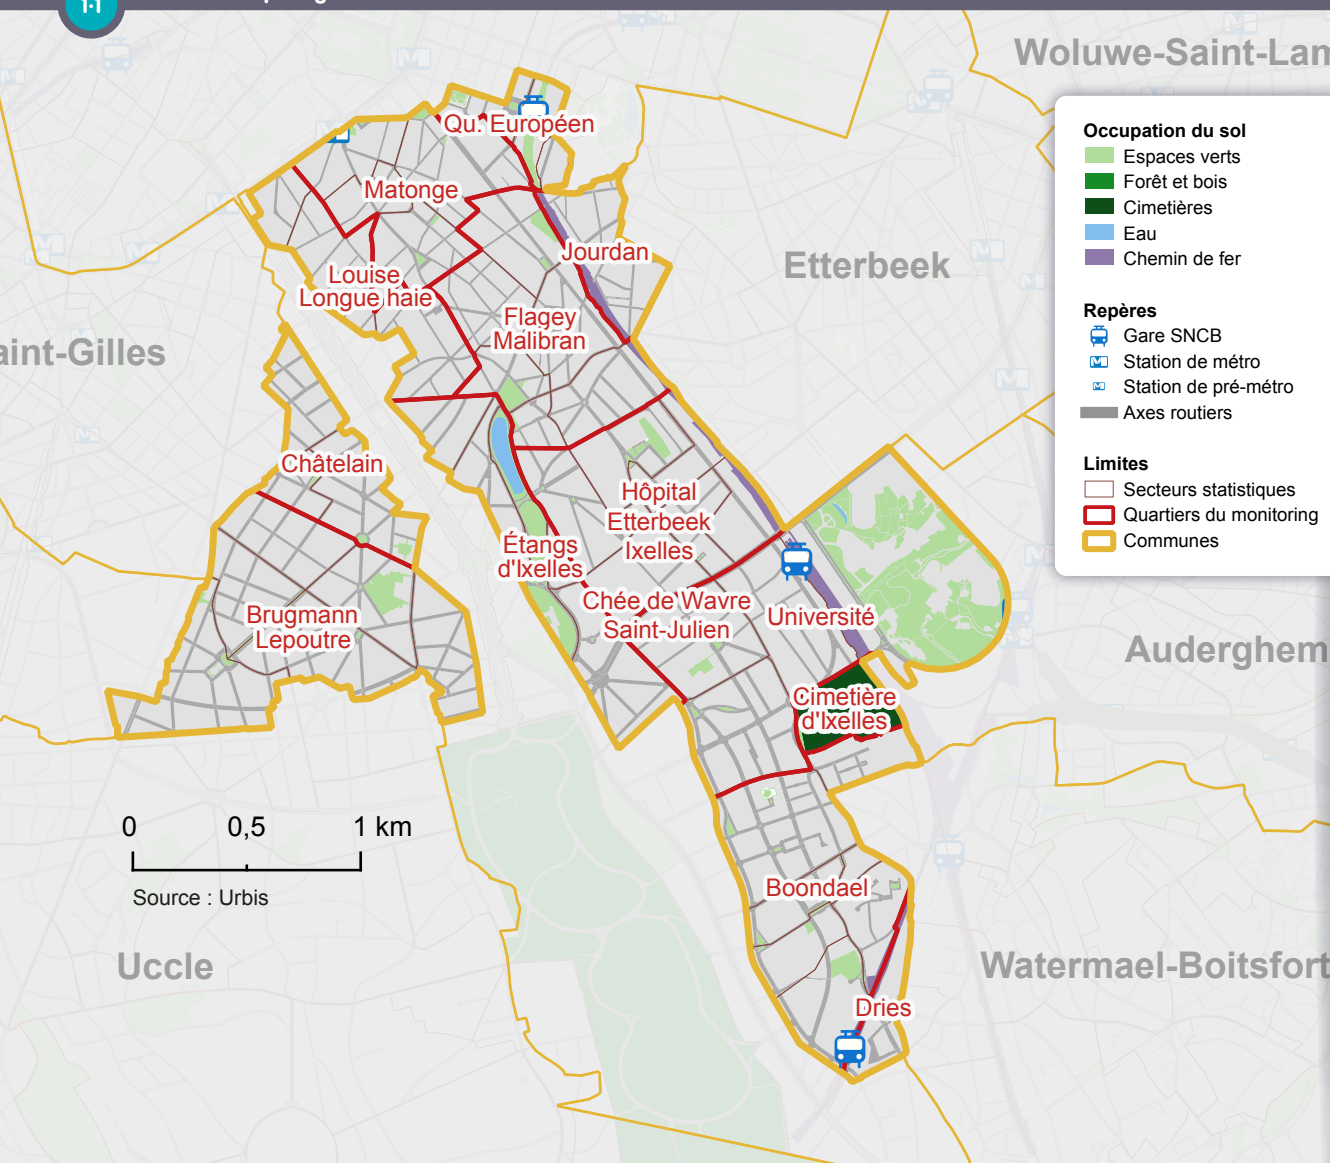 1·1
Woluwe-Saint-Lam
Occupation du sol
Espaces verts
Forêt et bois
Cimetières
Eau
Chemin de fer
Repères
Gare SNCB
Station de métro
Station de pré-métro
Axes routiers
Limites
Secteurs statistiques
Quartiers du monitoring
Communes
Qu. Européen
Matonge
Jourdan
Etterbeek
Louise
Longue haie
Flagey
Malibran
aint-Gilles
Châtelain
Hôpital
Etterbeek
Ixelles
Étangs
d'Ixelles
Chée de Wavre
Saint-Julien
Université
Brugmann
Lepoutre
Auderghem
Cimetière
d'Ixelles
0 0,5 1 km
Source : Urbis
Boondael
Uccle
Watermael-Boitsfort
Dries